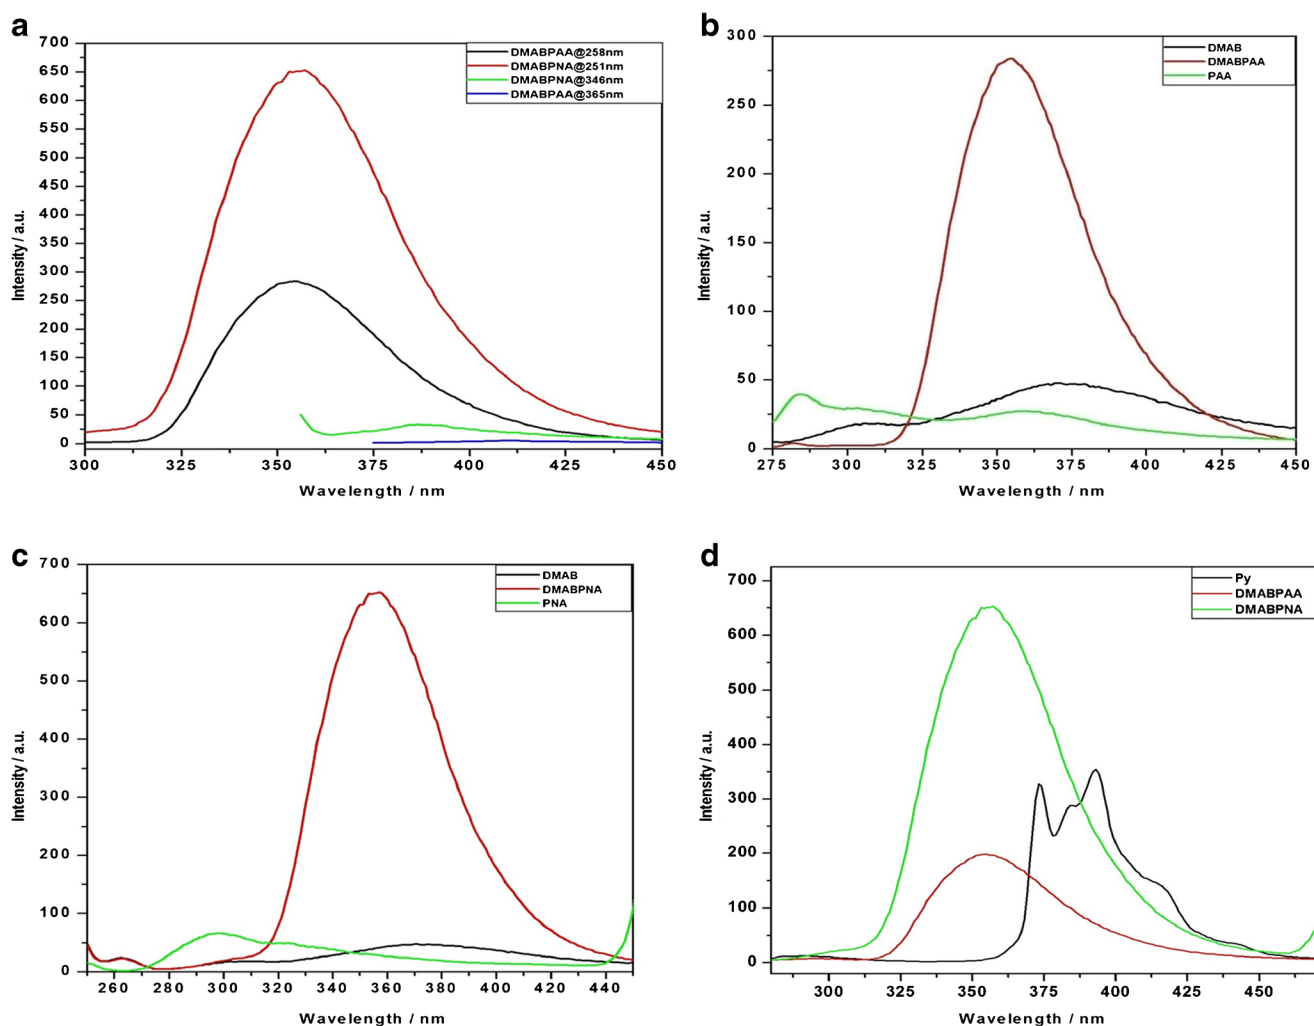 a
700
650
600
550
500
450
400
350
300
250
200
150
100
50
0
300 325 350 375 400 425 450
Intensity / a.u.
Wavelength / nm
DMABPAA@258nm
DMABPNA@251nm
DMABPNA@346nm
DMABPAA@365nm
b
300
250
200
150
100
50
0
275 300 325 350 375 400 425 450
Intensity / a.u.
Wavelength / nm
DMAB
DMABPAA
PAA
c
700
600
500
400
300
200
100
0
260 280 300 320 340 360 380 400 420 440
Intensity / a.u.
Wavelength / nm
DMAB
DMABPNA
PNA
d
700
600
500
400
300
200
100
0
300 325 350 375 400 425 450
Intensity / a.u.
Wavelength / nm
Py
DMABPAA
DMABPNA